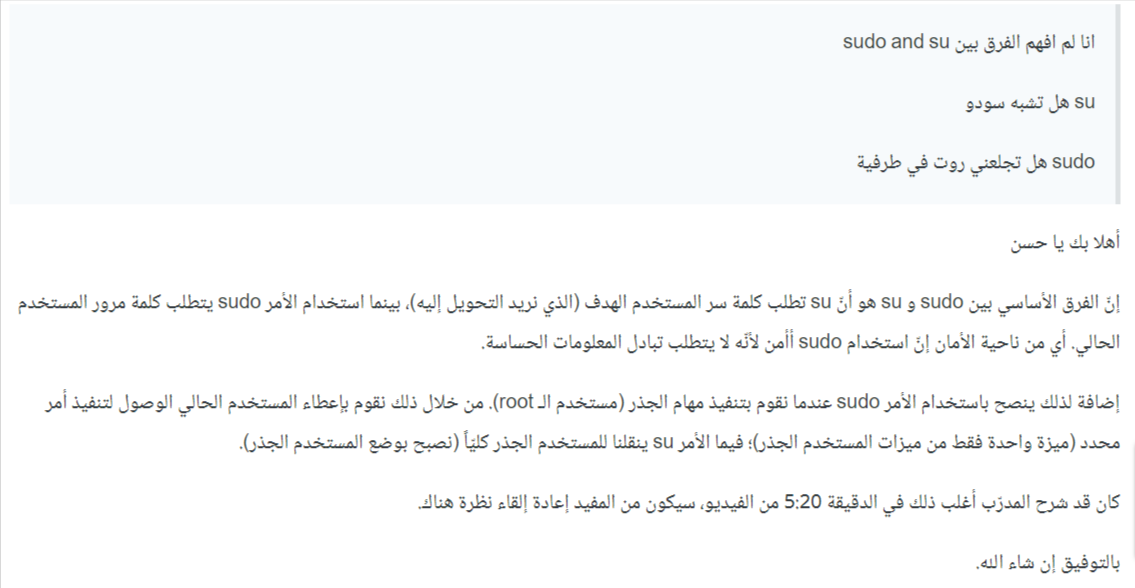 انا لم افهم الفرق بين sudo and su
su هل تشبه سودو
sudo هل تجلعني روت في طرفية
أهلا بك يا حسن
إنّ الفرق الأساسي بين sudo و su هو أنّ su تطلب كلمة سر المستخدم الهدف (الذي نريد التحويل إليه)، بينما استخدام الأمر sudo يتطلب كلمة مرور المستخدم
الحالي. أي من ناحية الأمان إنّ استخدام sudo أأمن لأنّه لا يتطلب تبادل المعلومات الحساسة.
إضافة لذلك ينصح باستخدام الأمر sudo عندما نقوم بتنفيذ مهام الجذر (مستخدم الـ root). من خلال ذلك نقوم بإعطاء المستخدم الحالي الوصول لتنفيذ أمر
محدد (ميزة واحدة فقط من ميزات المستخدم الجذر)؛ فيما الأمر su ينقلنا للمستخدم الجذر كليّاً (نصبح بوضع المستخدم الجذر).
كان قد شرح المدرّب أغلب ذلك في الدقيقة 5:20 من الفيديو، سيكون من المفيد إعادة إلقاء نظرة هناك.
بالتوفيق إن شاء الله.